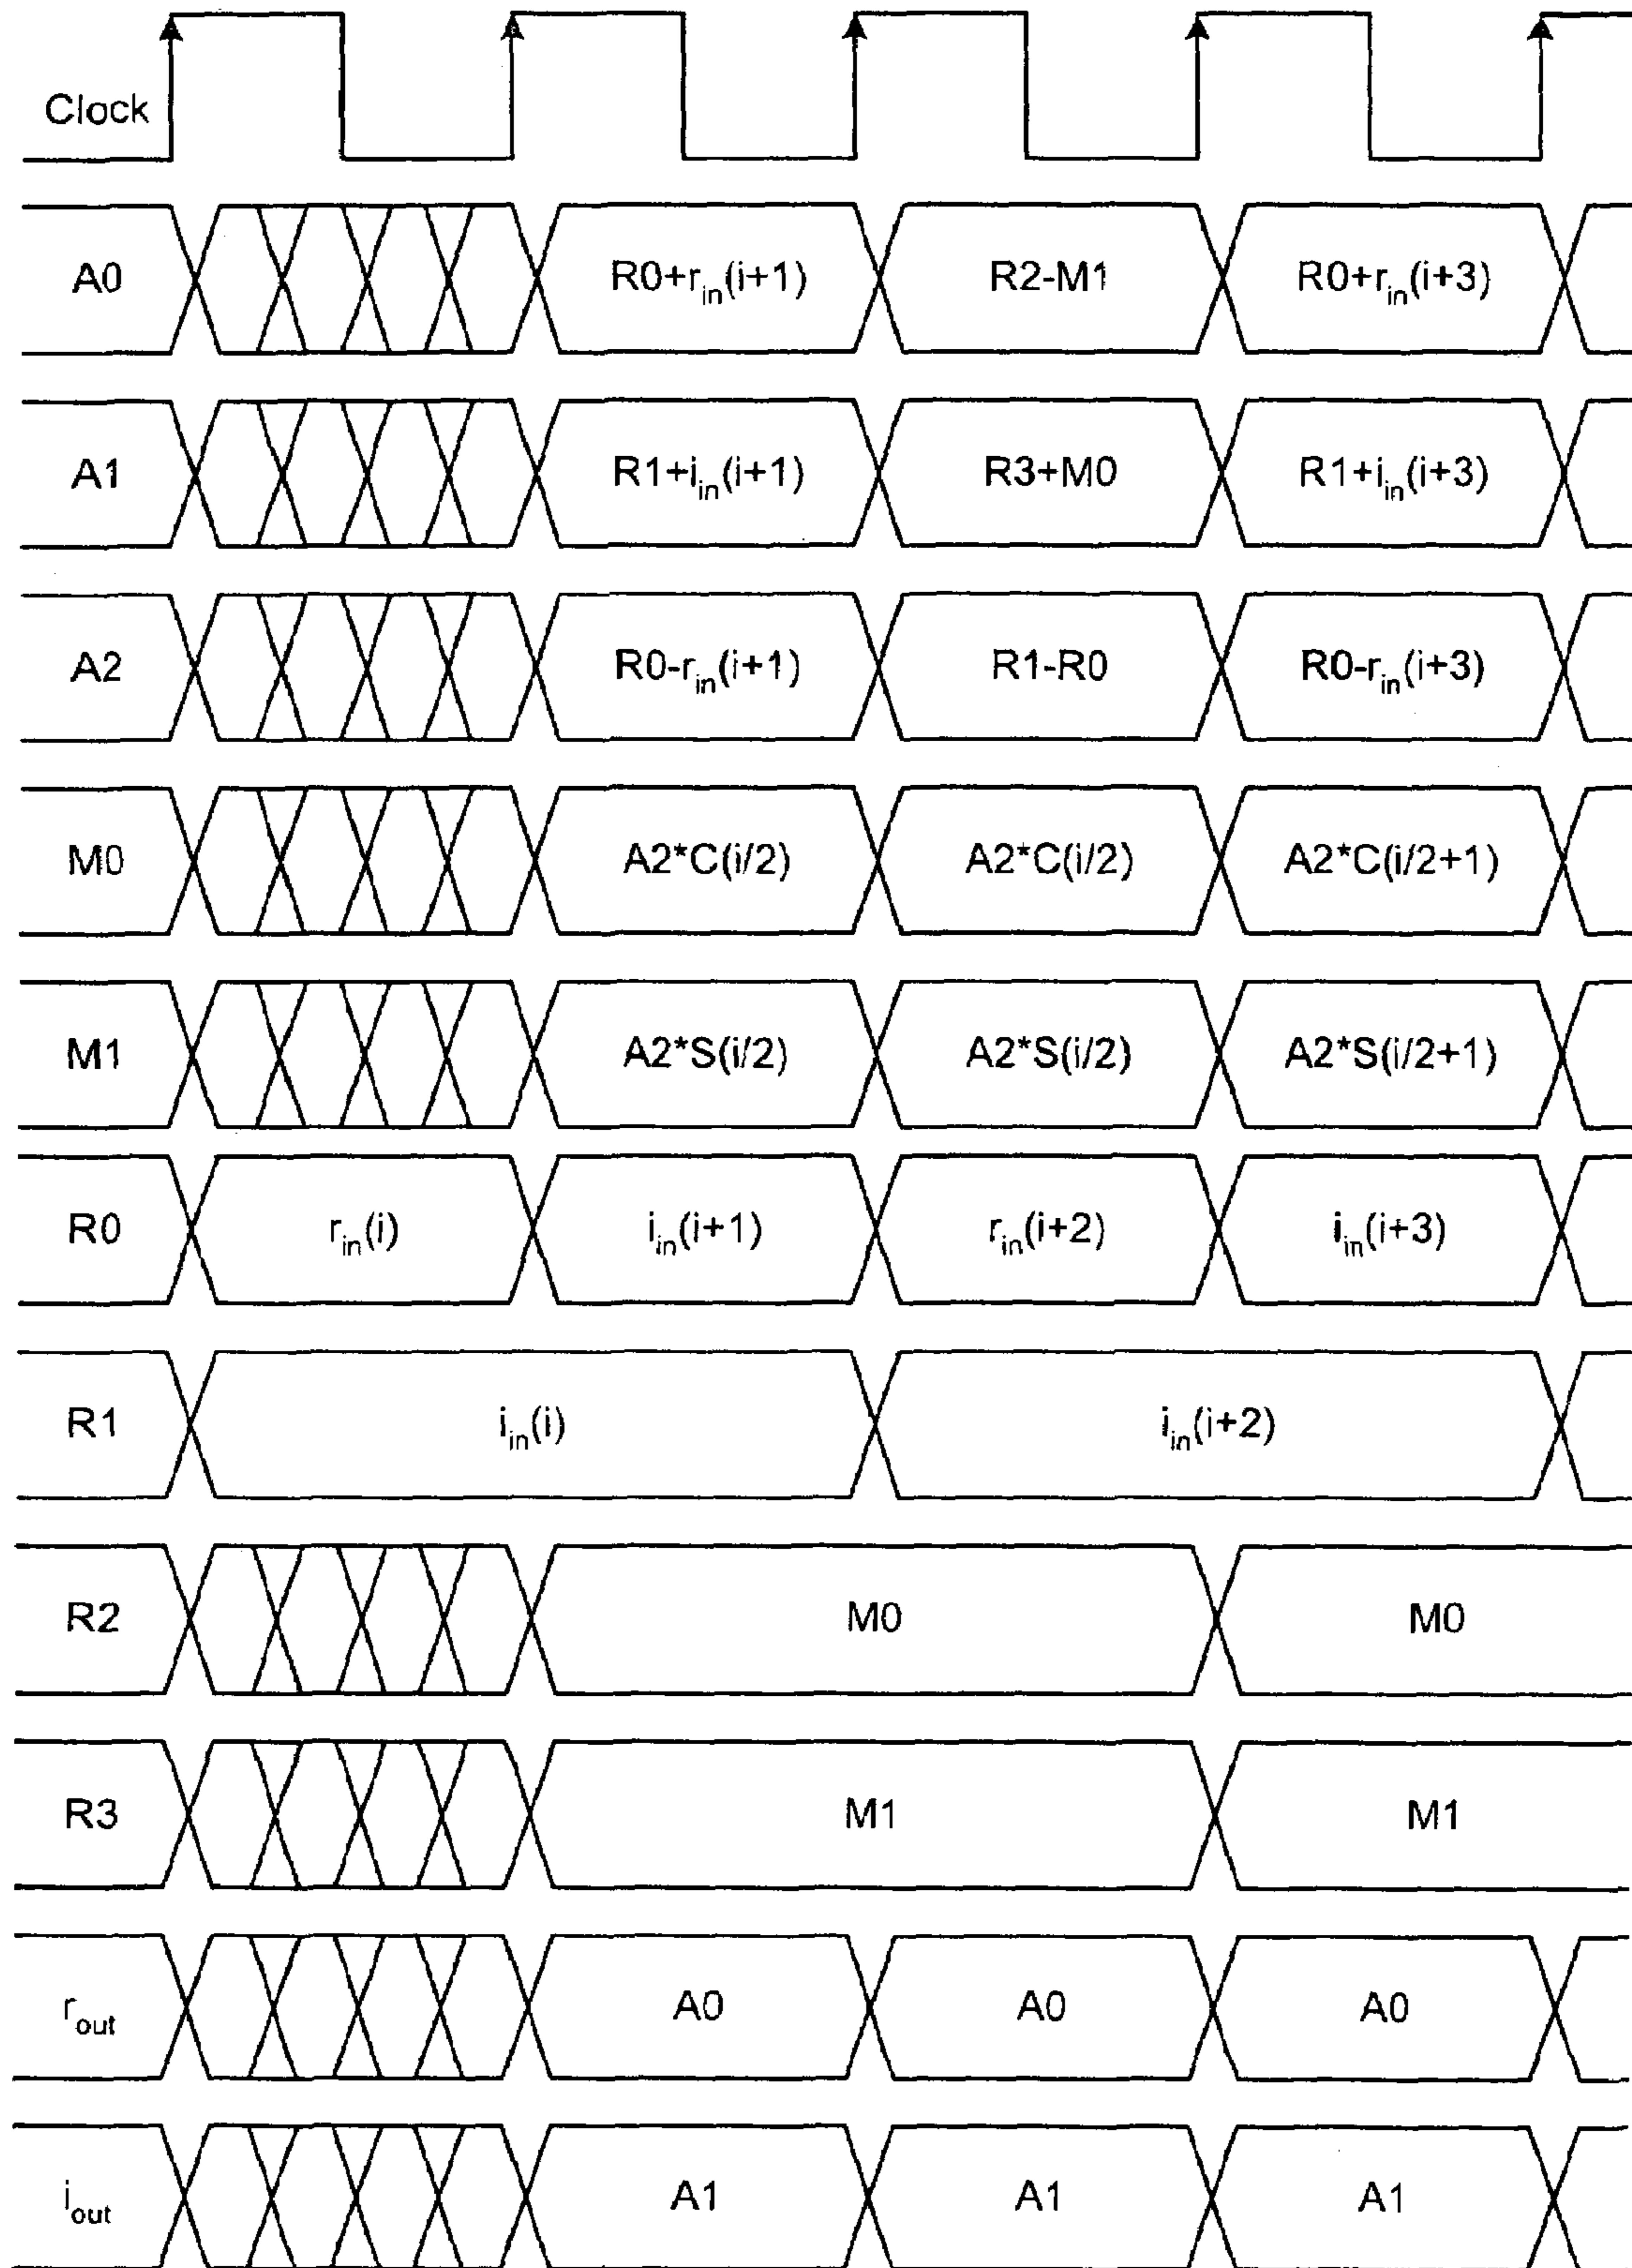 Clock
A0 R0+r_in(i+1) R2-M1 R0+r_in(i+3)
A1 R1+i_in(i+1) R3+M0 R1+i_in(i+3)
A2 R0-r_in(i+1) R1-R0 R0-r_in(i+3)
M0 A2*C(i/2) A2*C(i/2) A2*C(i/2+1)
M1 A2*S(i/2) A2*S(i/2) A2*S(i/2+1)
R0 r_in(i) i_in(i+1) r_in(i+2) i_in(i+3)
R1 i_in(i) i_in(i+2)
R2 M0 M0
R3 M1 M1
r_out A0 A0 A0
i_out A1 A1 A1